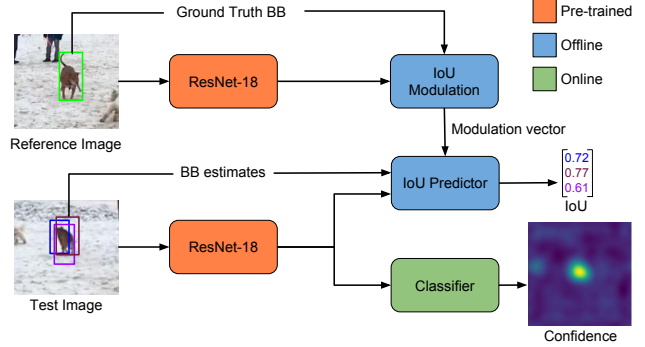 Ground Truth BB
Pre-trained
Offline
Online
ResNet-18
IoU
Modulation
Reference Image
Modulation vector
BB estimates
IoU Predictor
0.72
0.77
0.61
IoU
ResNet-18
Test Image
Classifier
Confidence